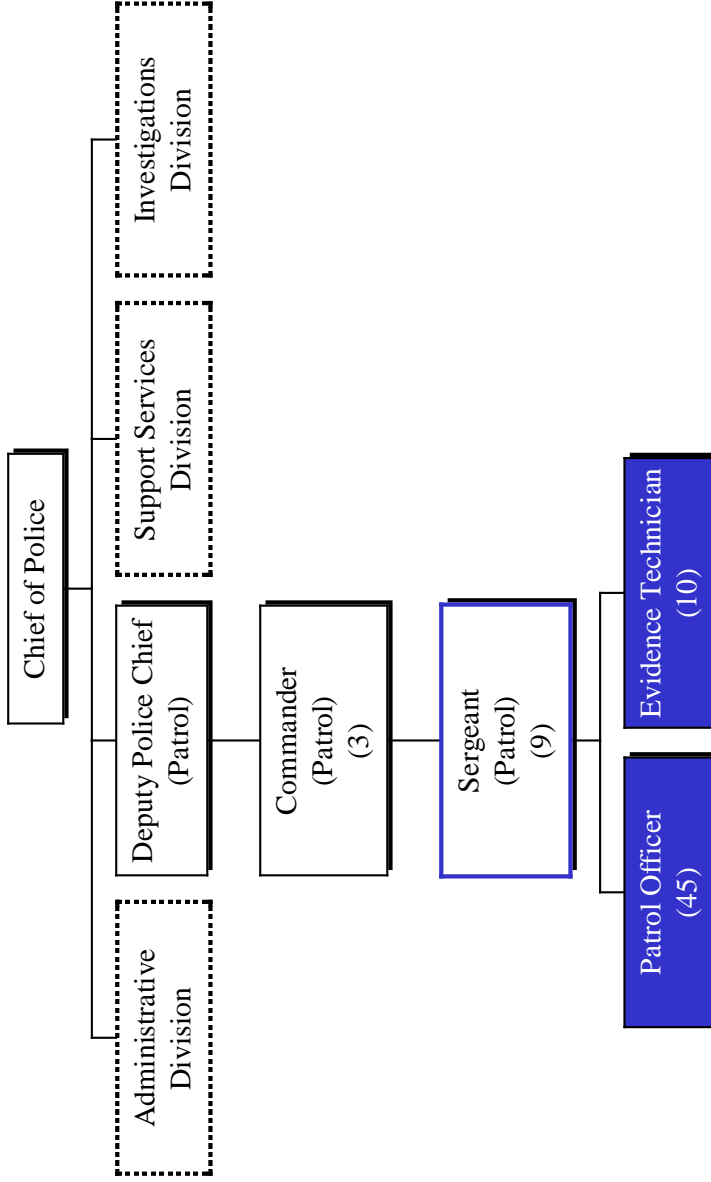 Chief of Police
Administrative
Division
Deputy Police Chief
(Patrol)
Support Services
Division
Investigations
Division
Commander
(Patrol)
(3)
Sergeant
(Patrol)
(9)
Patrol Officer
(45)
Evidence Technician
(10)